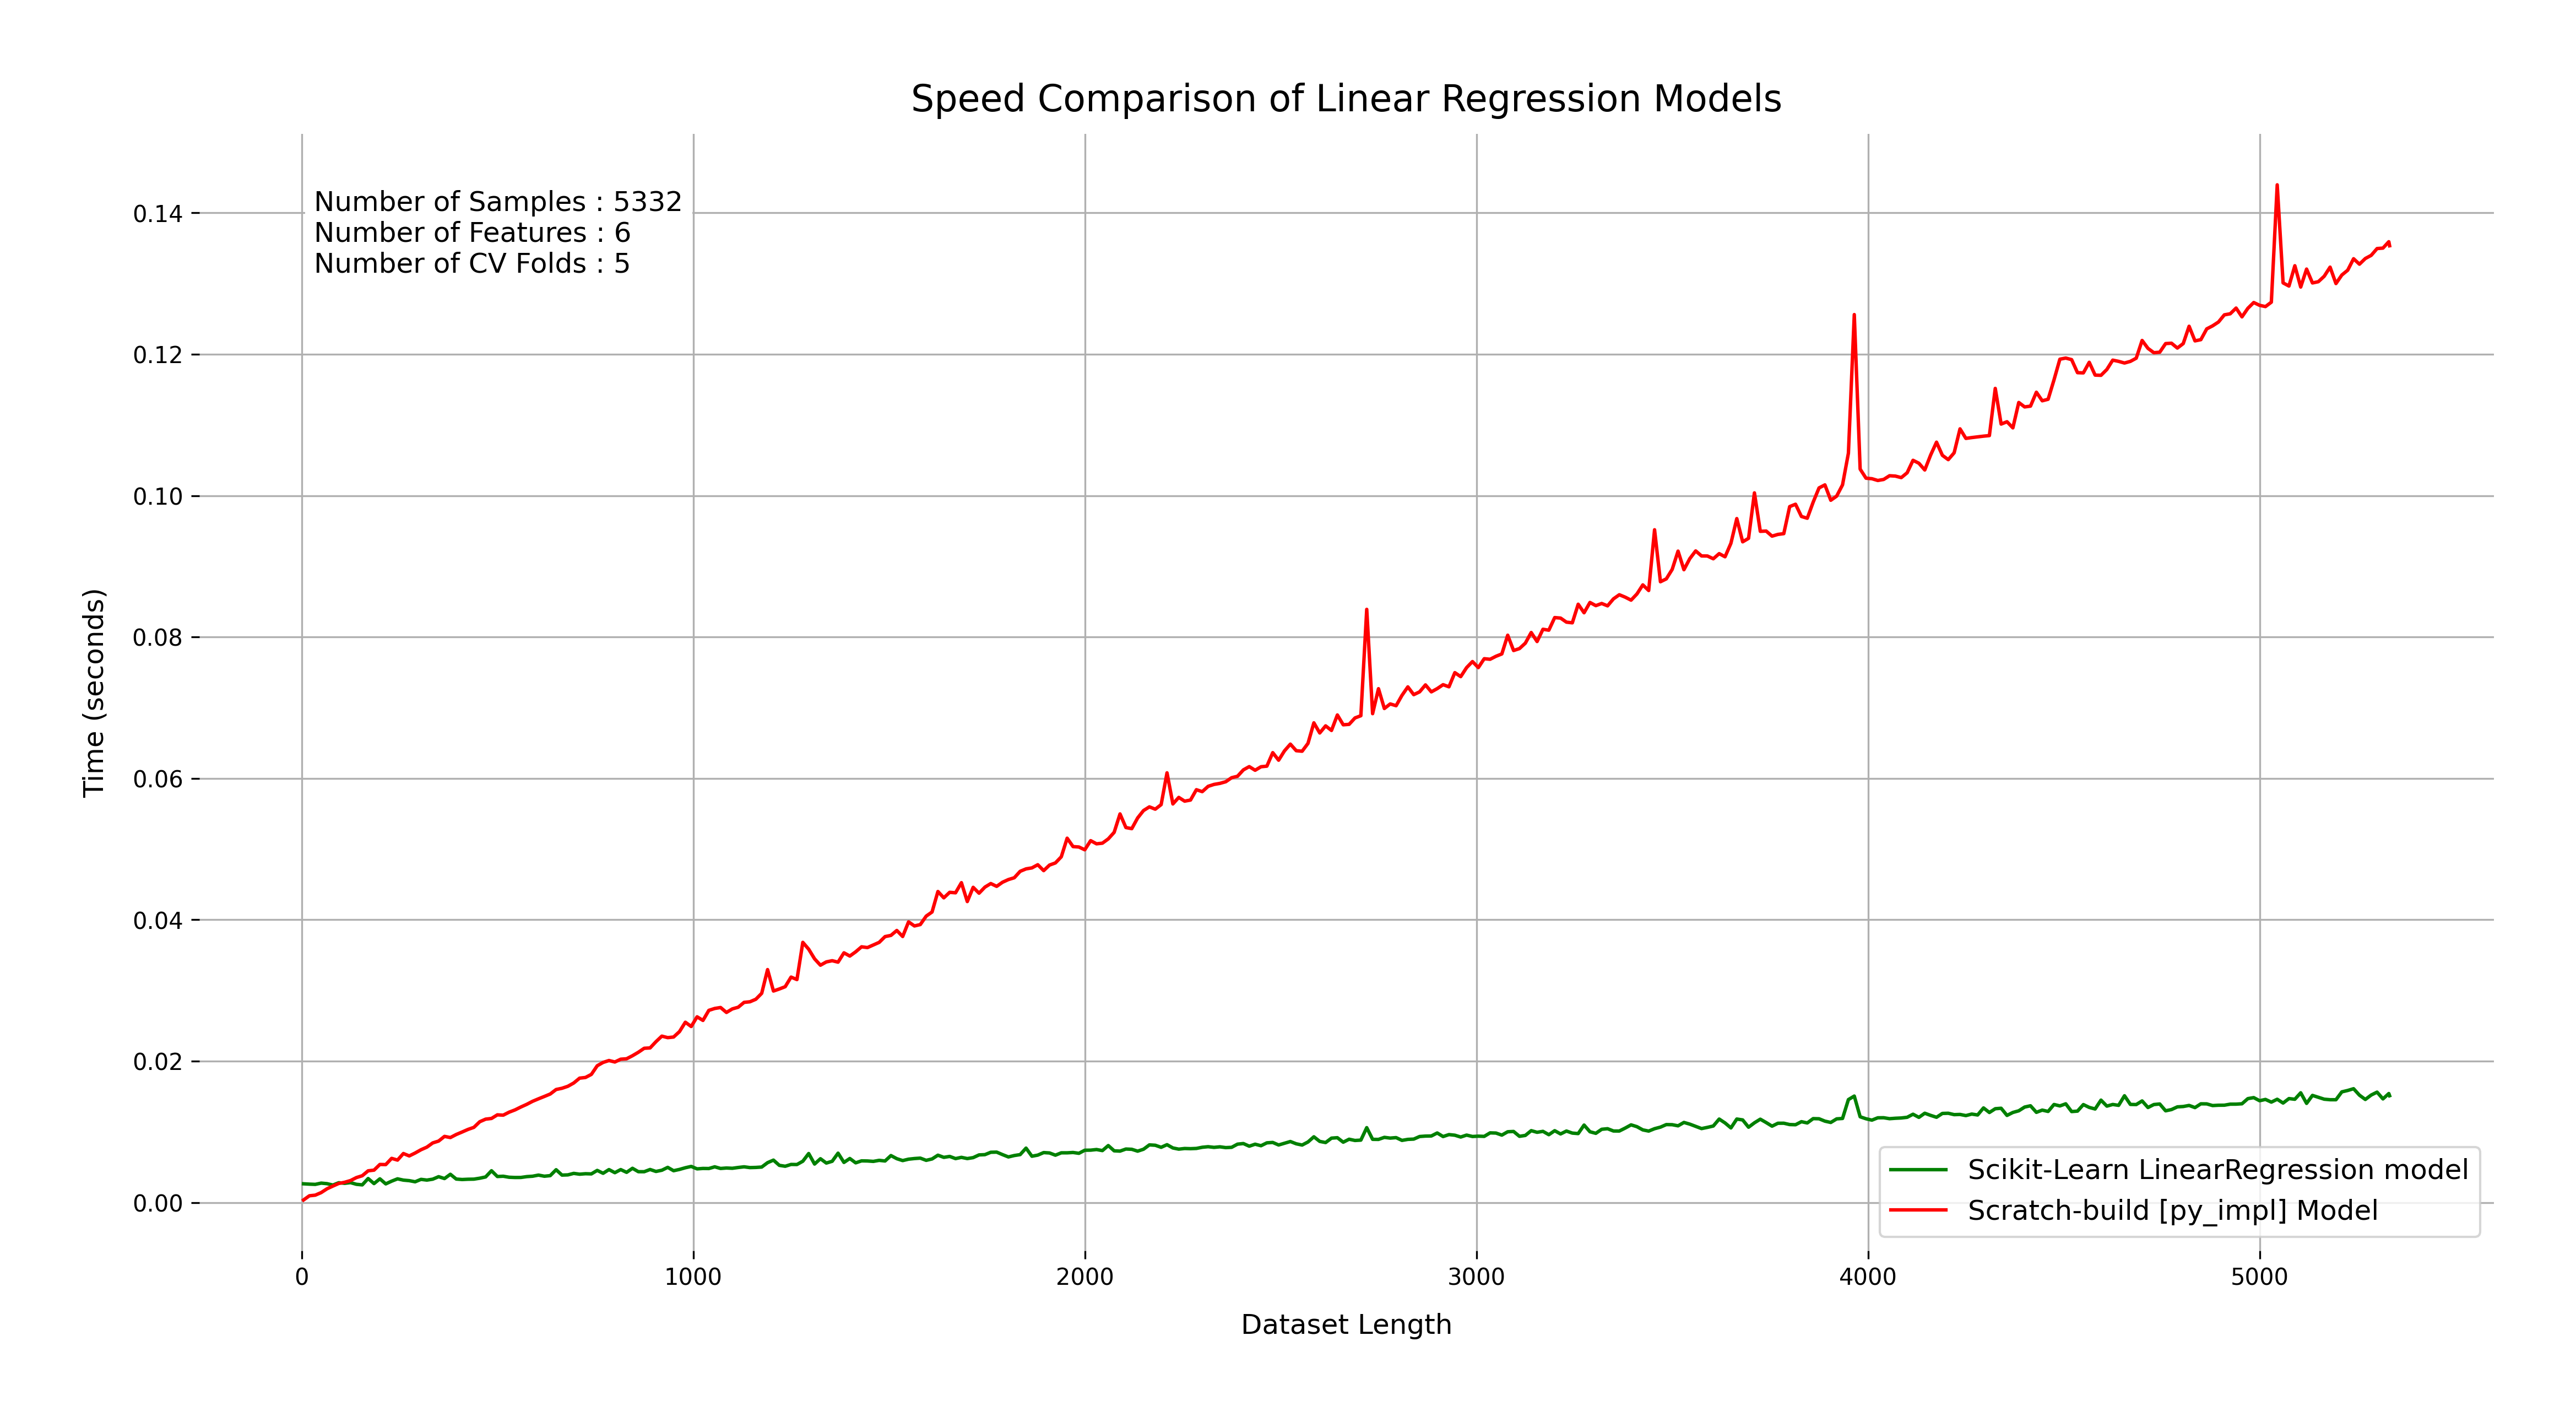 Speed Comparison of Linear Regression Models
Number of Samples : 5332
Number of Features : 6
Number of CV Folds : 5
0.14
0.12
0.10
0.08
0.06
0.04
0.02
0.00
Time (seconds)
0 1000 2000 3000 4000 5000
Dataset Length
Scikit-Learn LinearRegression model
Scratch-build [py_impl] Model